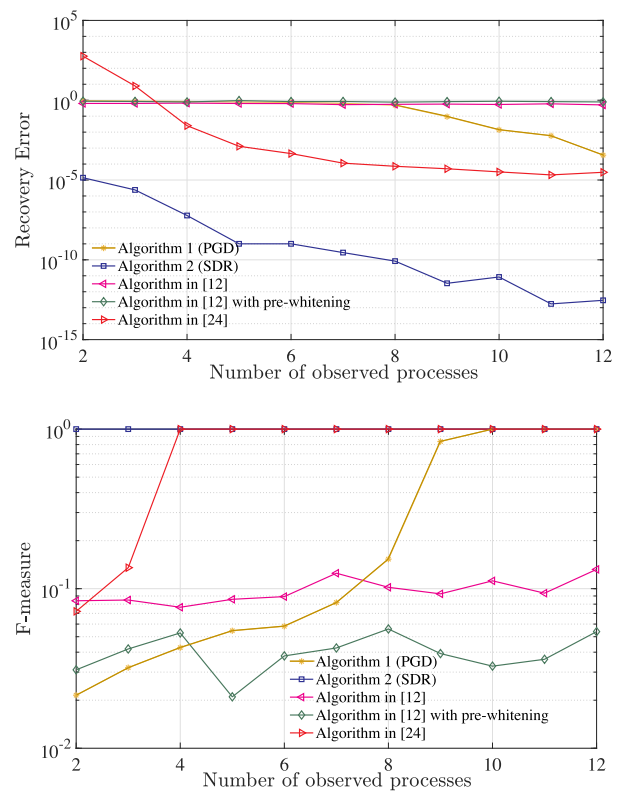 10^5
10^0
10^-5
10^-10
10^-15
Recovery Error
Algorithm 1 (PGD)
Algorithm 2 (SDR)
Algorithm in [12]
Algorithm in [12] with pre-whitening
Algorithm in [24]
2 4 6 8 10 12
Number of observed processes
10^0
10^-1
10^-2
F-measure
Algorithm 1 (PGD)
Algorithm 2 (SDR)
Algorithm in [12]
Algorithm in [12] with pre-whitening
Algorithm in [24]
2 4 6 8 10 12
Number of observed processes